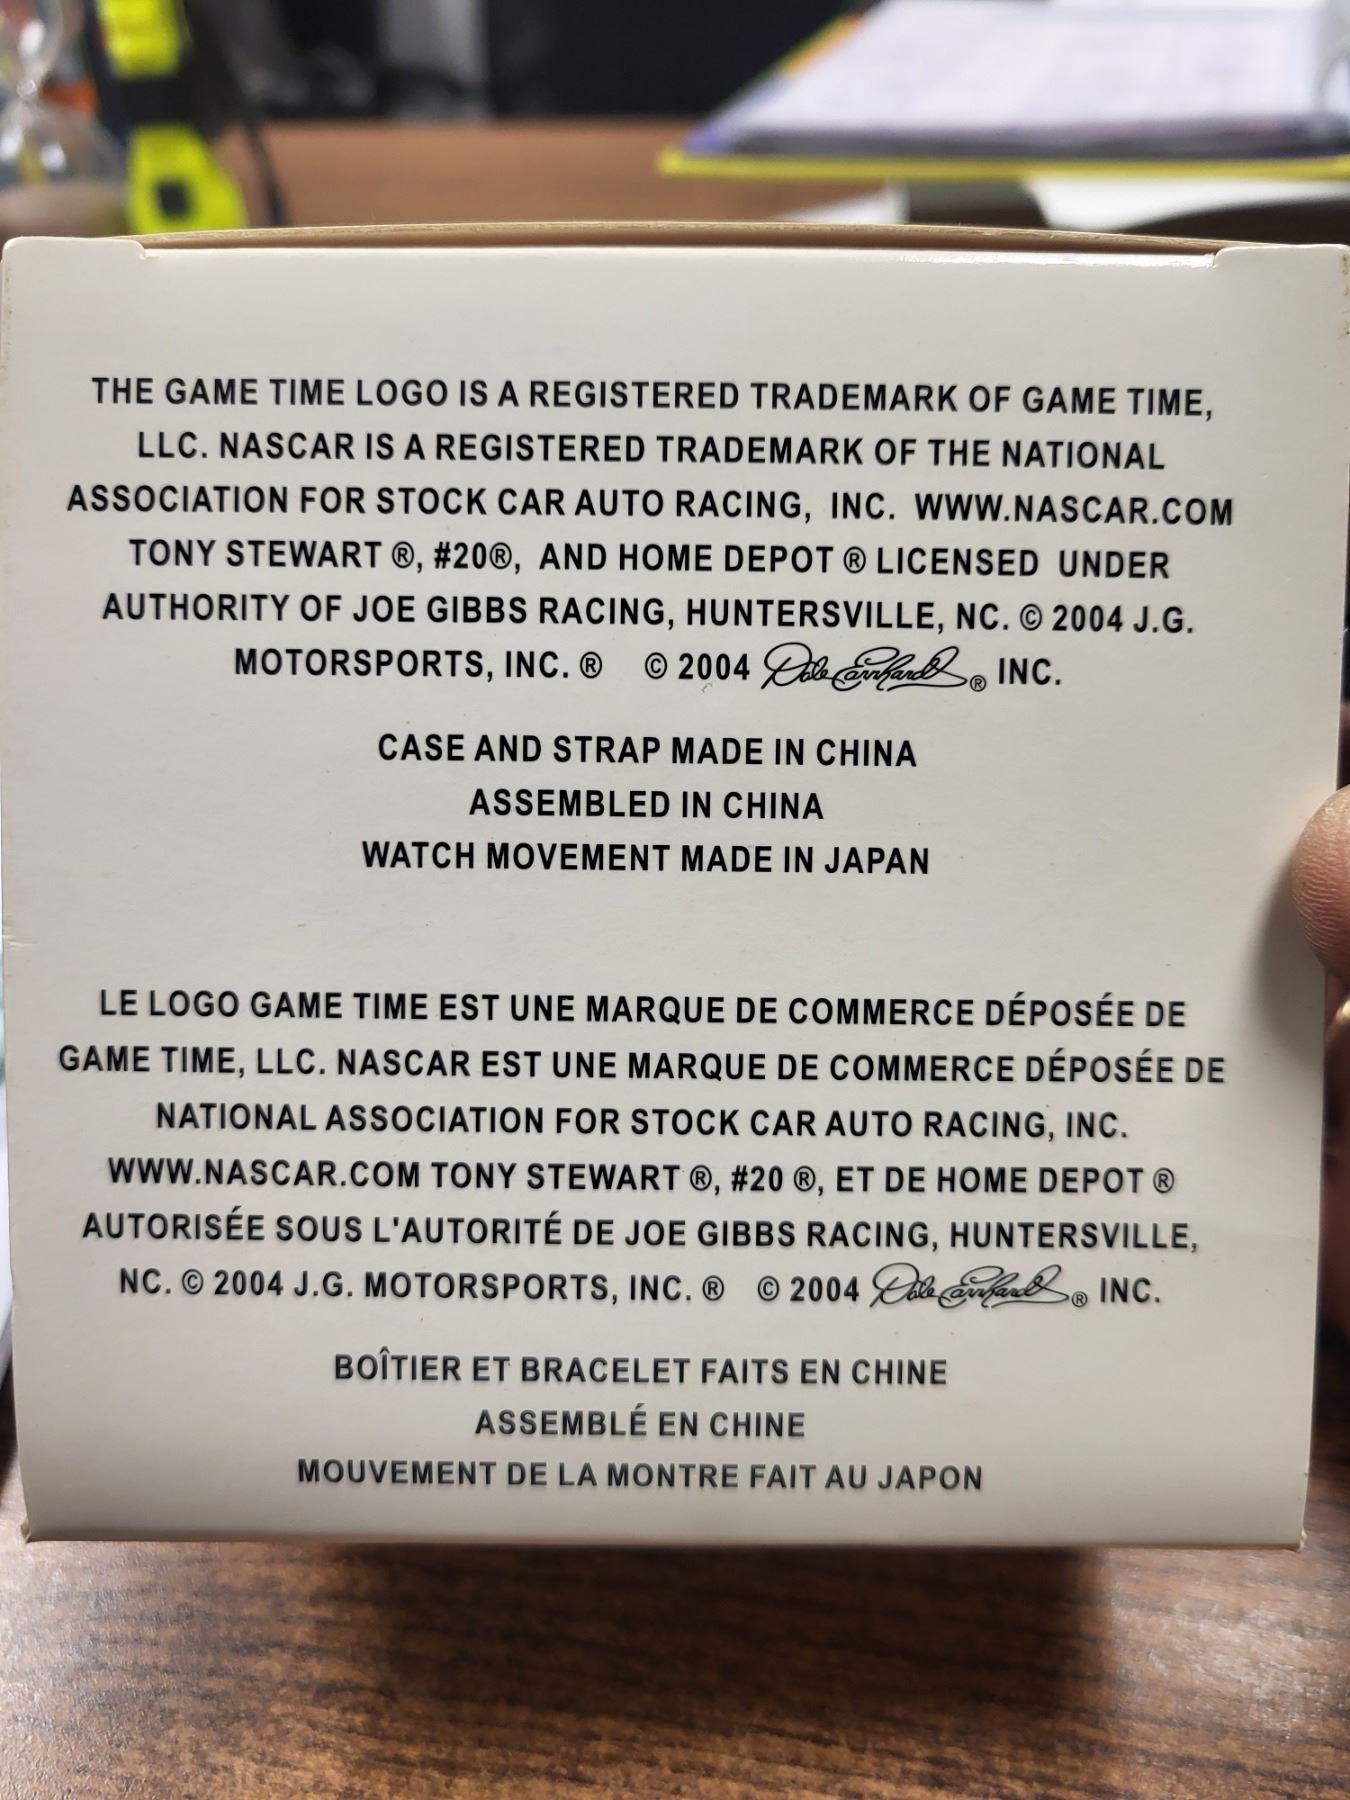 THE GAME TIME LOGO IS A REGISTERED TRADEMARK OF GAME TIME,
LLC. NASCAR IS A REGISTERED TRADEMARK OF THE NATIONAL
ASSOCIATION FOR STOCK CAR AUTO RACING, INC. WWW.NASCAR.COM
TONY STEWART ®, #20®, AND HOME DEPOT ® LICENSED UNDER
AUTHORITY OF JOE GIBBS RACING, HUNTERSVILLE, NC. © 2004 J.G.
MOTORSPORTS, INC. ® © 2004 Dale Earnhardt ® INC.
CASE AND STRAP MADE IN CHINA
ASSEMBLED IN CHINA
WATCH MOVEMENT MADE IN JAPAN
LE LOGO GAME TIME EST UNE MARQUE DE COMMERCE DÉPOSÉE DE
GAME TIME, LLC. NASCAR EST UNE MARQUE DE COMMERCE DÉPOSÉE DE
NATIONAL ASSOCIATION FOR STOCK CAR AUTO RACING, INC.
WWW.NASCAR.COM TONY STEWART ®, #20 ®, ET DE HOME DEPOT ®
AUTORISÉE SOUS L'AUTORITÉ DE JOE GIBBS RACING, HUNTERSVILLE,
NC. © 2004 J.G. MOTORSPORTS, INC. ® © 2004 Dale Earnhardt ® INC.
BOÎTIER ET BRACELET FAITS EN CHINE
ASSEMBLÉ EN CHINE
MOUVEMENT DE LA MONTRE FAIT AU JAPON